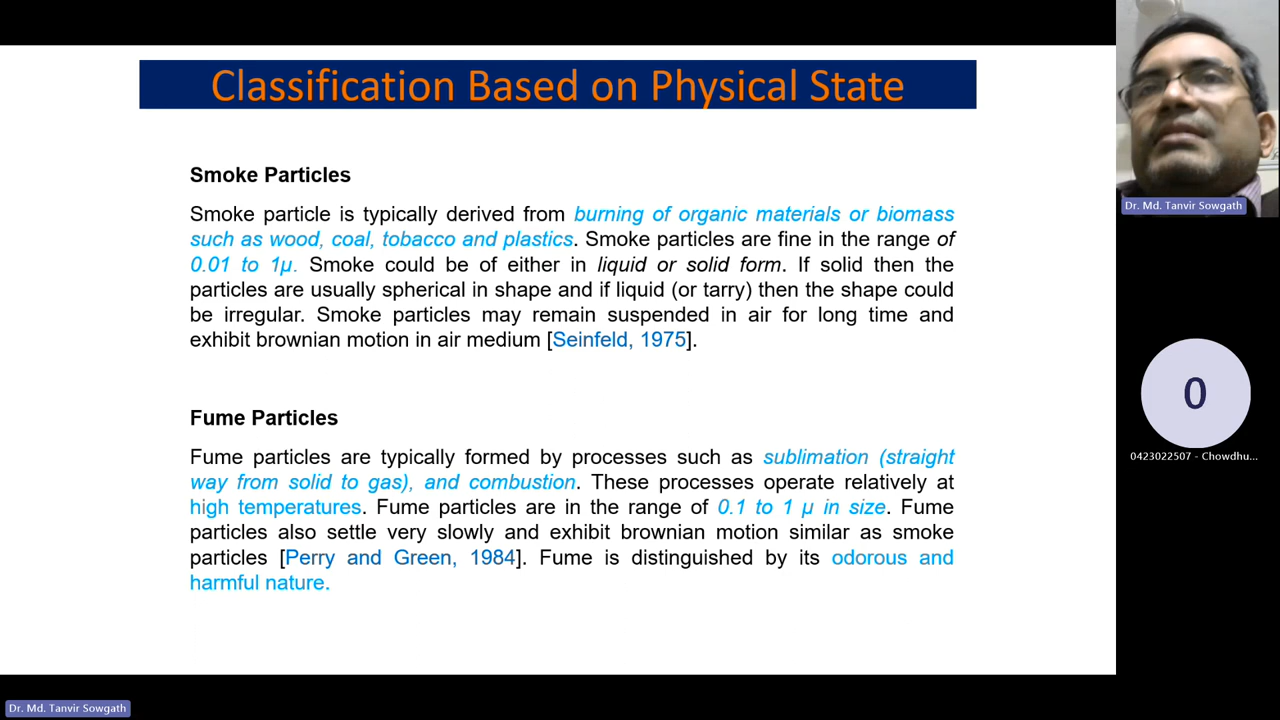 Classification Based on Physical State
Smoke Particles
Smoke particle is typically derived from burning of organic materials or biomass
such as wood, coal, tobacco and plastics. Smoke particles are fine in the range of
0.01 to 1μ. Smoke could be of either in liquid or solid form. If solid then the
particles are usually spherical in shape and if liquid (or tarry) then the shape could
be irregular. Smoke particles may remain suspended in air for long time and
exhibit brownian motion in air medium [Seinfeld, 1975].
Fume Particles
Fume particles are typically formed by processes such as sublimation (straight
way from solid to gas), and combustion. These processes operate relatively at
high temperatures. Fume particles are in the range of 0.1 to 1 μ in size. Fume
particles also settle very slowly and exhibit brownian motion similar as smoke
particles [Perry and Green, 1984]. Fume is distinguished by its odorous and
harmful nature.
Dr. Md. Tanvir Sowgath
0
0423022507 - Chowdhu...
Dr. Md. Tanvir Sowgath